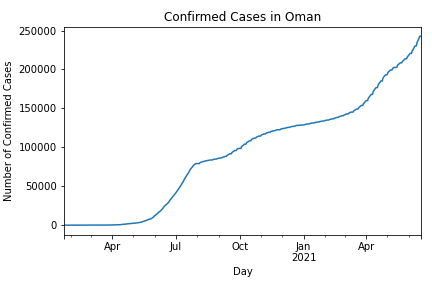 Confirmed Cases in Oman
Number of Confirmed Cases
250000
200000
150000
100000
50000
0
Apr
Jul
Oct
Jan
2021
Apr
Day